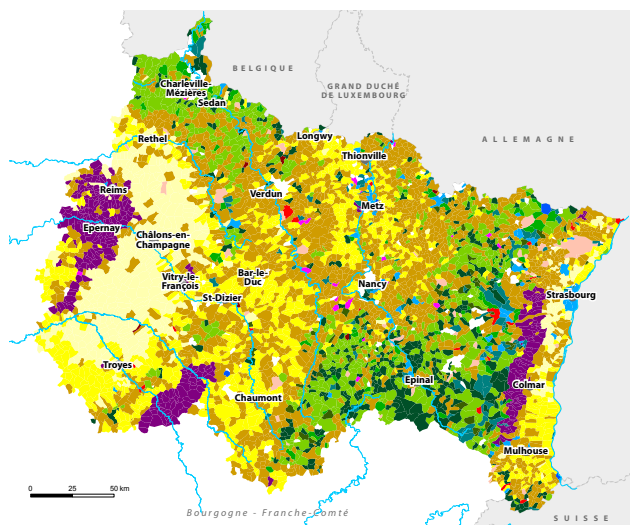 BELGIQUE
GRAND DUCHÉ
DE LUXEMBOURG
ALLEMAGNE
Charleville-
Mézières
Sedan
Rethel
Longwy
Thionville
Reims
Verdun
Metz
Epernay
Châlons-en-
Champagne
Vitry-le-
François
Bar-le-
Duc
St-Dizier
Nancy
Strasbourg
Troyes
Chaumont
Epinal
Colmar
Mulhouse
0 25 50 km
Bourgogne - Franche-Comté
SUISSE